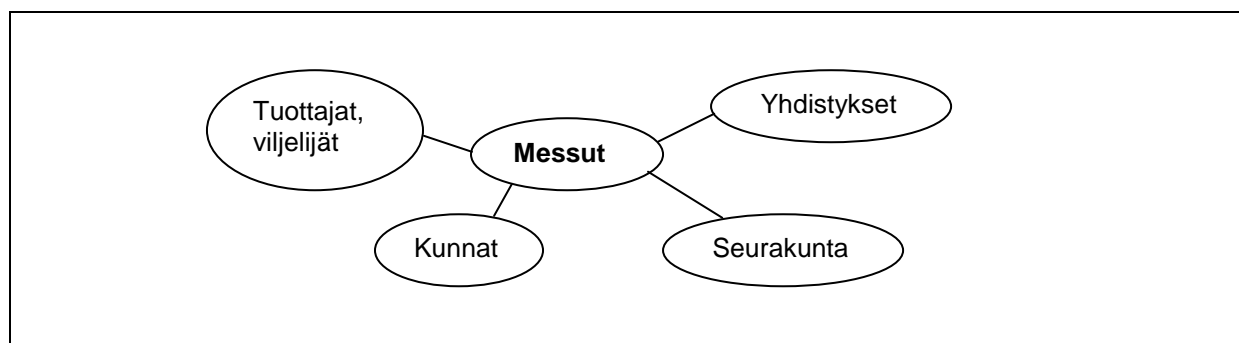 Tuottajat,
viljelijät
Yhdistykset
Messut
Kunnat
Seurakunta